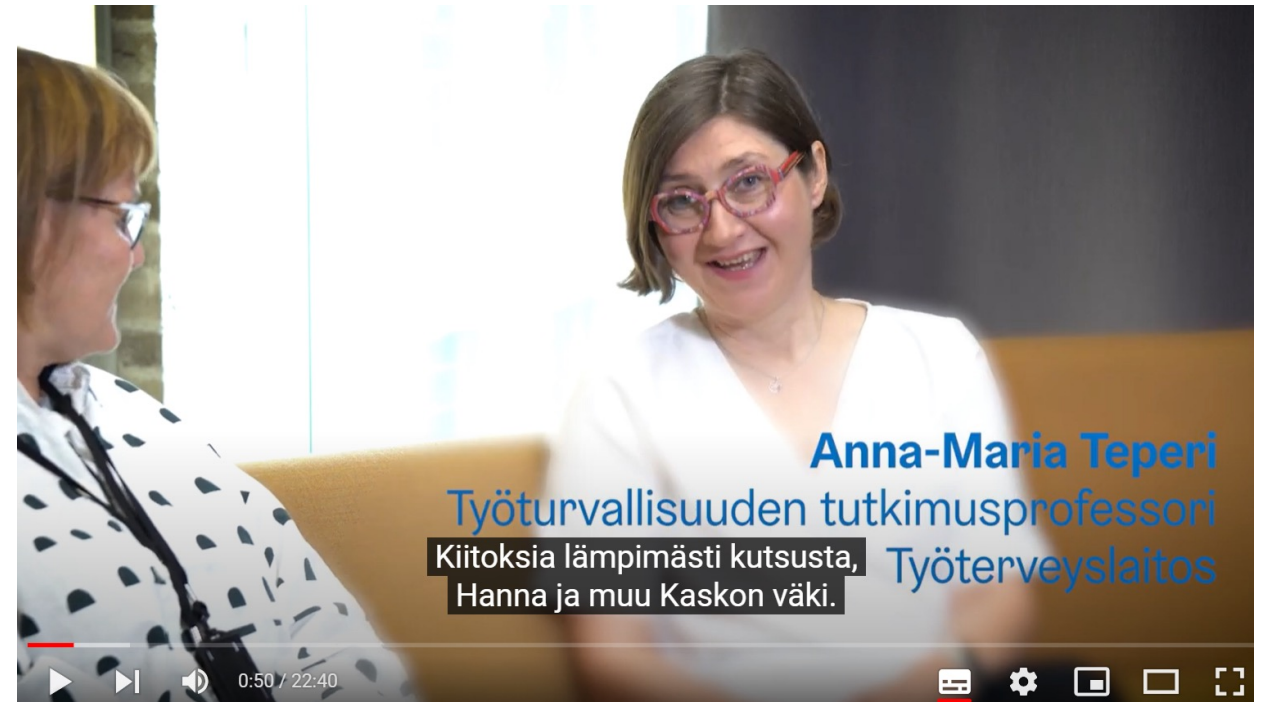 Anna-Maria Teperi
Työturvallisuuden tutkimusprofessori
Työterveyslaitos
Kiitoksia lämpimästi kutsusta,
Hanna ja muu Kaskon väki.
0:50 / 22:40